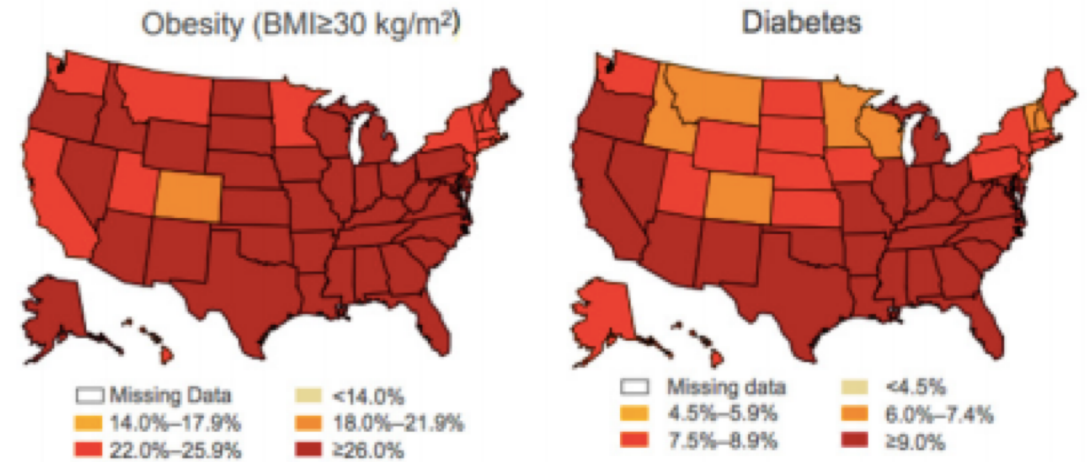 Obesity (BMI≥30 kg/m²)
Missing Data
<14.0%
14.0%–17.9%
18.0%–21.9%
22.0%–25.9%
≥26.0%
Diabetes
Missing data
<4.5%
4.5%–5.9%
6.0%–7.4%
7.5%–8.9%
≥9.0%